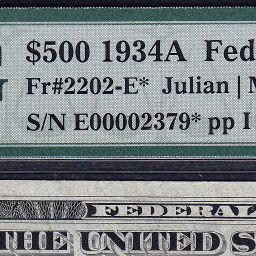 $500 1934A Fed
Fr#2202-E* Julian | M
S/N E00002379* pp I
FEDERAL
THE UNITED S